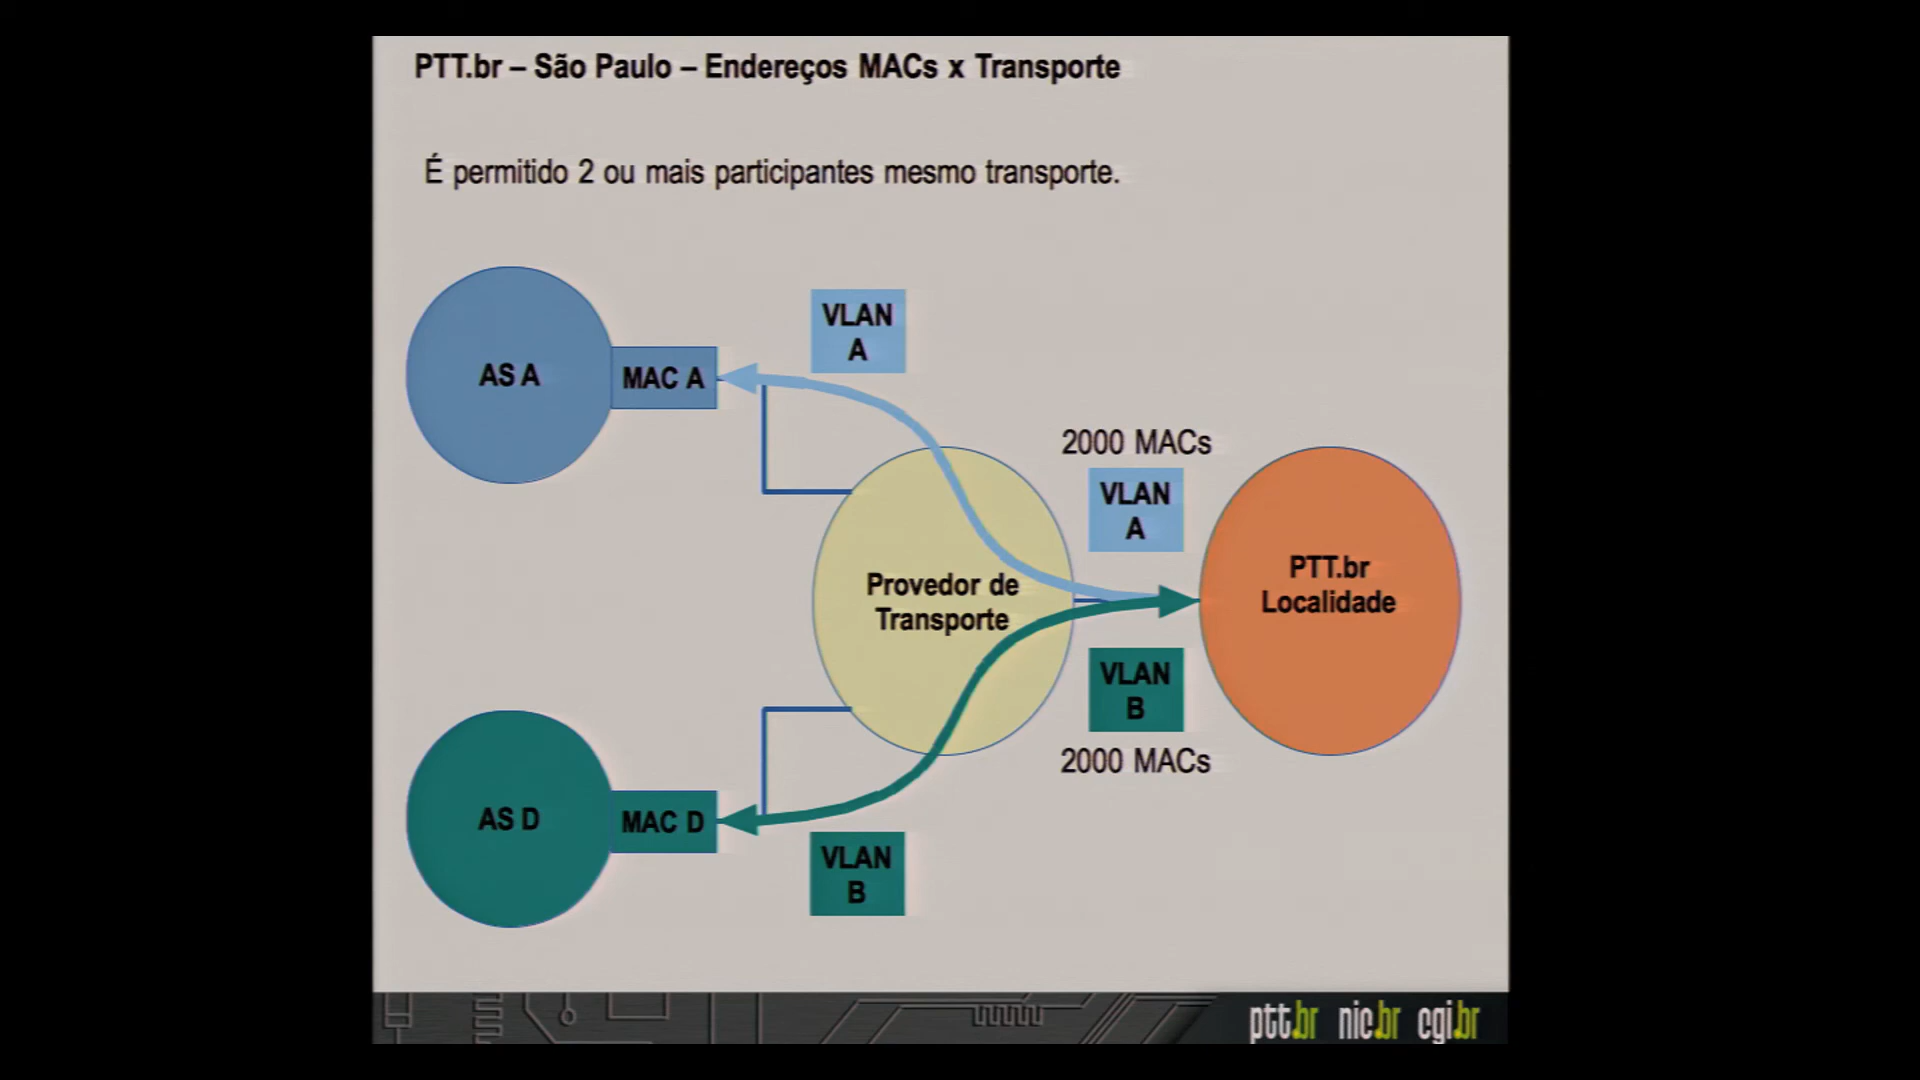 PTT.br – São Paulo – Endereços MACs x Transporte
É permitido 2 ou mais participantes mesmo transporte.
VLAN
A
AS A
MAC A
2000 MACs
VLAN
A
Provedor de
Transporte
PTT.br
Localidade
VLAN
B
2000 MACs
AS D
MAC D
VLAN
B
ptt.br nic.br cgi.br